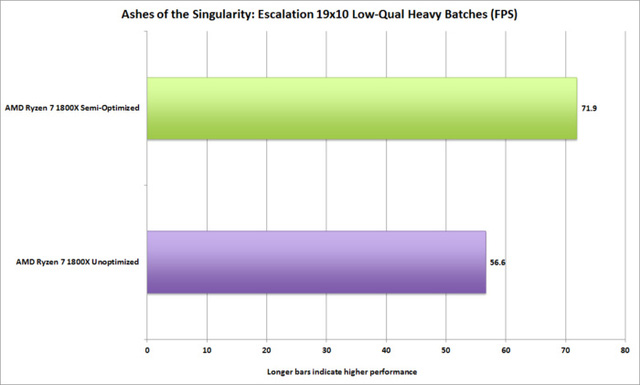 Ashes of the Singularity: Escalation 19x10 Low-Qual Heavy Batches (FPS)
AMD Ryzen 7 1800X Semi-Optimized
71.9
AMD Ryzen 7 1800X Unoptimized
56.6
0 10 20 30 40 50 60 70 80
Longer bars indicate higher performance